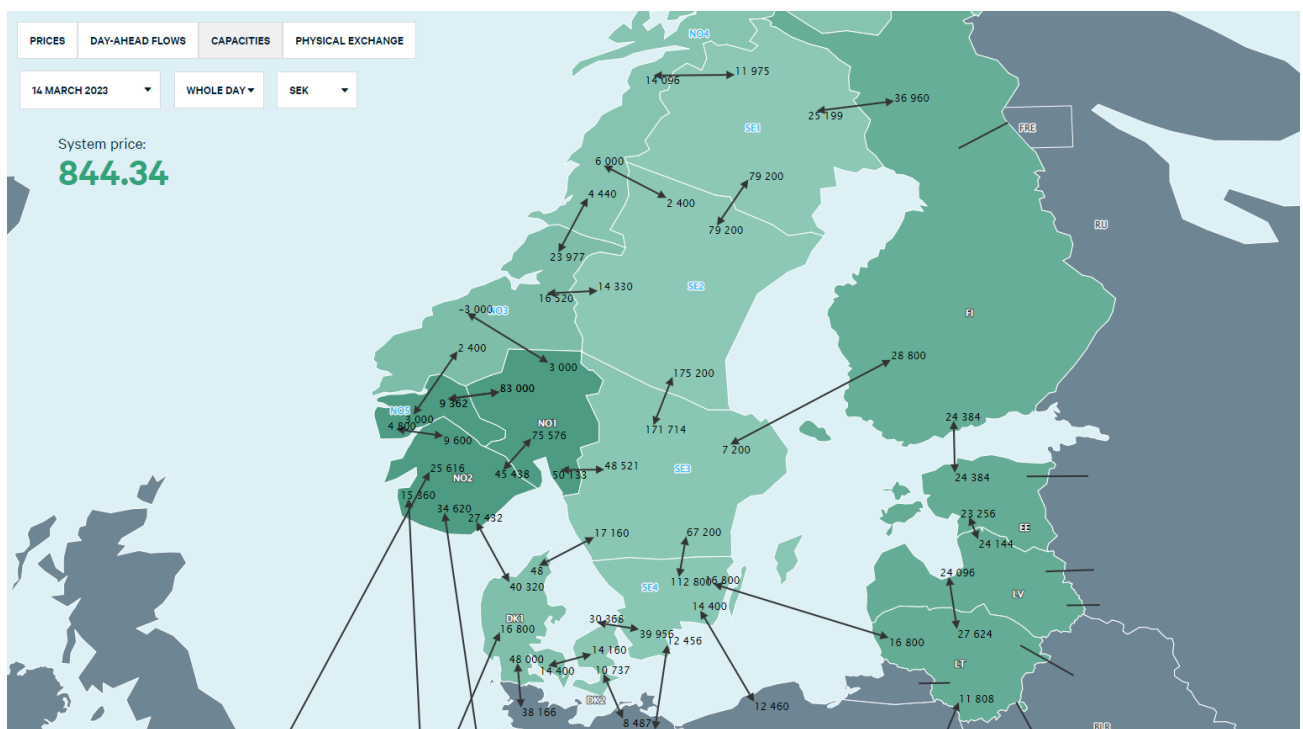 PRICES
DAY-AHEAD FLOWS
CAPACITIES
PHYSICAL EXCHANGE
14 MARCH 2023
WHOLE DAY
SEK
System price:
844.34
NO4
14 096
11 975
25 199
36 960
SE1
FRE
6 000
79 200
4 440
2 400
79 200
RU
23 977
14 330
16 520
SE2
-3 000
NO3
FI
2 400
28 800
3 000
175 200
83 000
9 362
NO5
3 000
4 800
NO1
24 384
171 714
9 600
75 576
7 200
25 616
48 521
SE3
NO2
45 438
50 133
24 384
15 360
34 620
27 432
23 256
EE
17 160
67 200
24 144
48
24 096
40 320
112 800
16 800
SE4
LV
14 400
DK1
16 800
30 368
39 956
12 456
27 624
16 800
14 160
48 000
14 400
10 737
LT
DK2
11 808
38 166
8 487
12 460
BLR